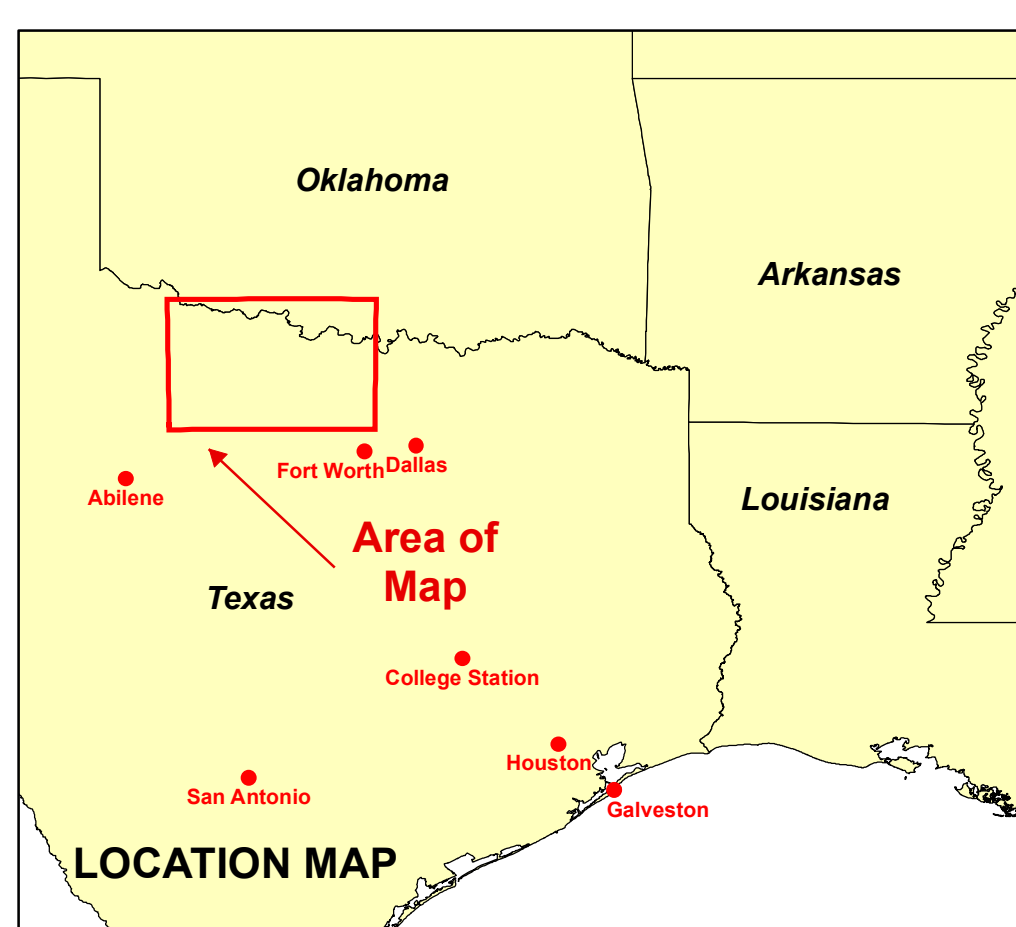 Oklahoma
Arkansas
Fort Worth
Dallas
Abilene
Louisiana
Area of
Map
Texas
College Station
Houston
San Antonio
Galveston
LOCATION MAP